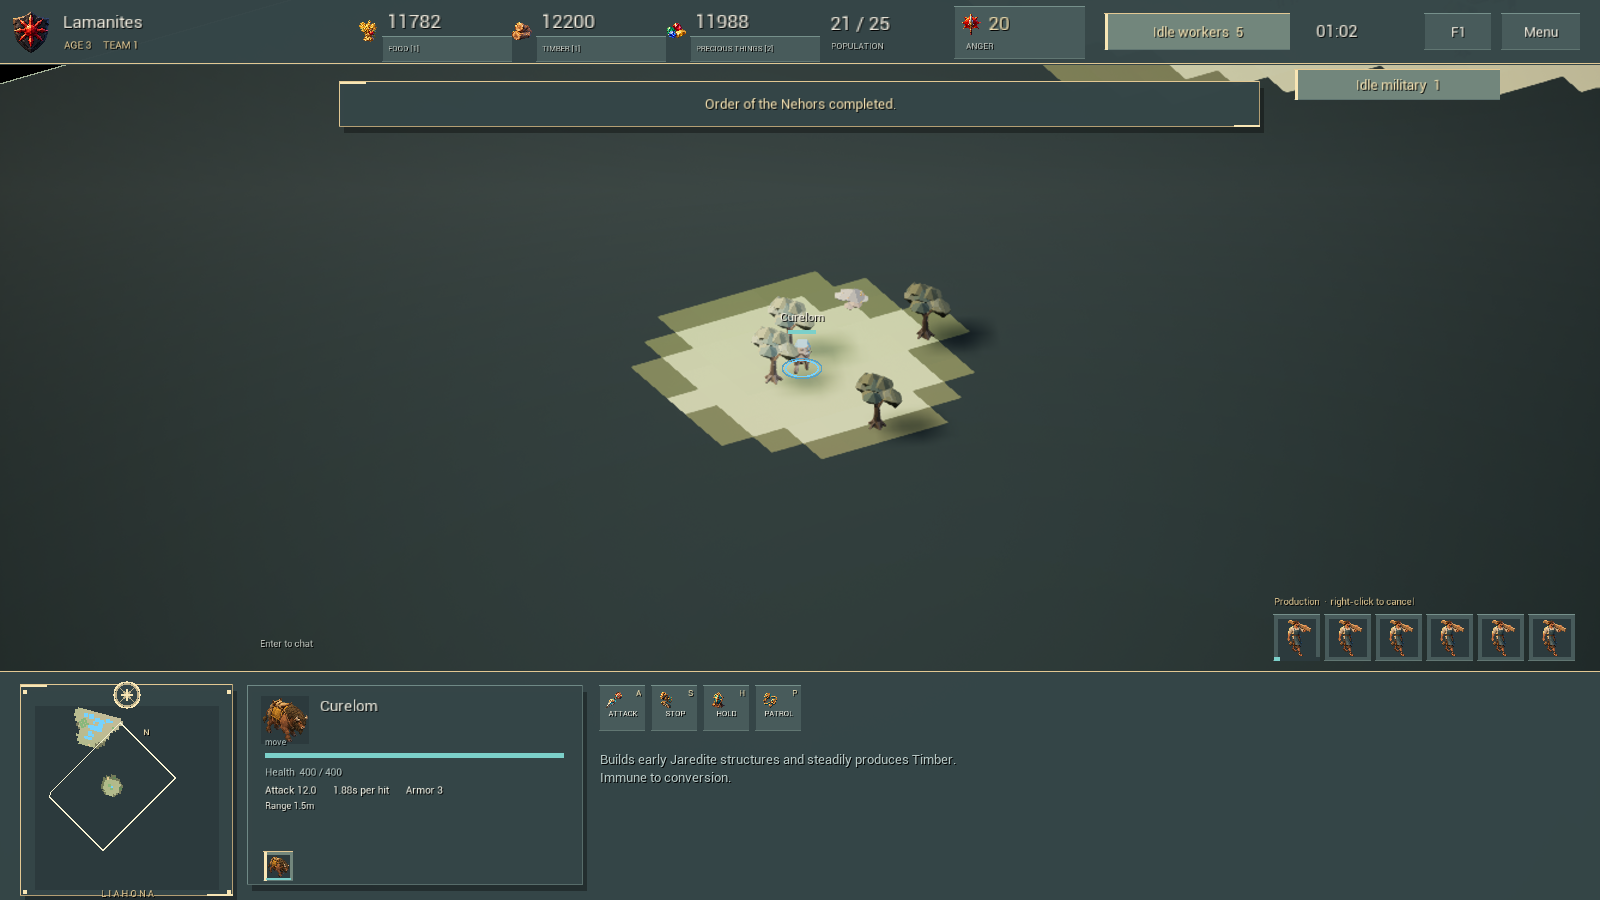 Lamanites
AGE 3 TEAM 1
11782
FOOD [1]
12200
TIMBER [1]
11988
PRECIOUS THINGS [2]
21 / 25
POPULATION
20
ANGER
Idle workers 5
01:02
F1
Menu
Idle military 1
Order of the Nehors completed.
Curelom
Production · right-click to cancel
Enter to chat
N
LIAHONA
Curelom
move
Health 400 / 400
Attack 12.0 1.88s per hit Armor 3
Range 1.5m
A
ATTACK
S
STOP
H
HOLD
P
PATROL
Builds early Jaredite structures and steadily produces Timber.
Immune to conversion.